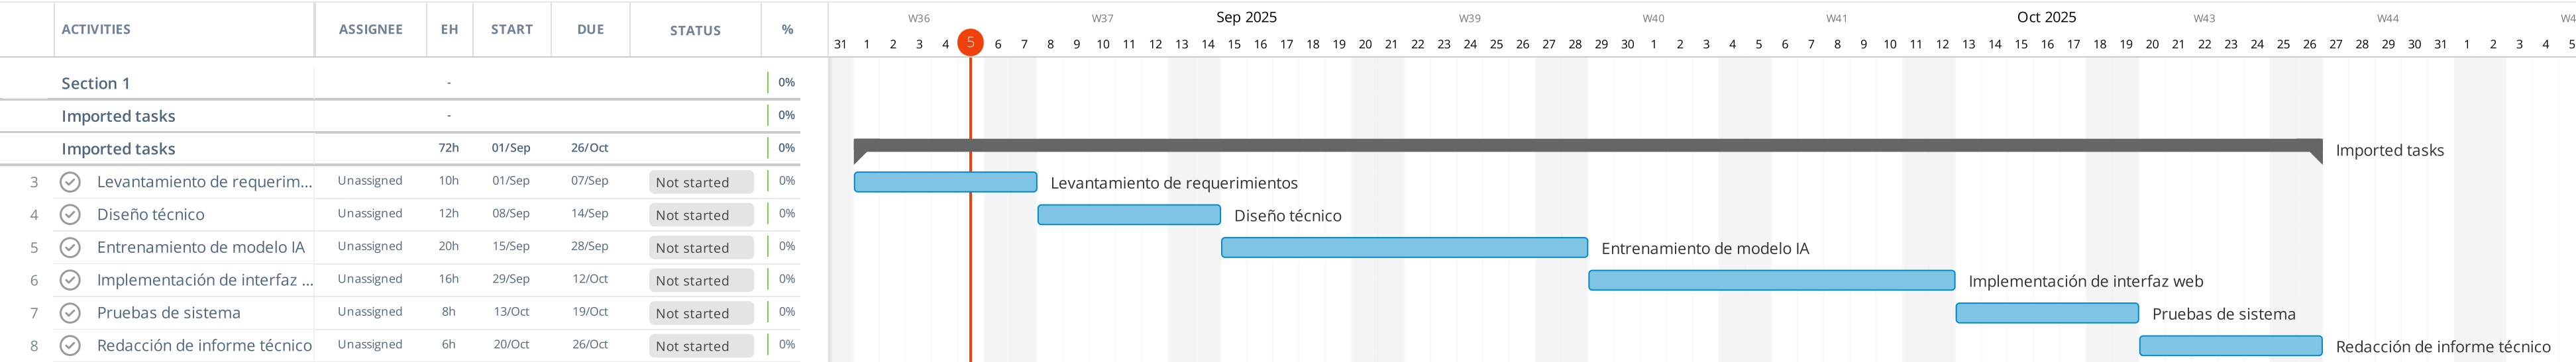 W36 W37 Sep 2025 W39 W40 W41 Oct 2025 W43 W44 W4
ACTIVITIES ASSIGNEE EH START DUE STATUS %
31 1 2 3 4 5 6 7 8 9 10 11 12 13 14 15 16 17 18 19 20 21 22 23 24 25 26 27 28 29 30 1 2 3 4 5 6 7 8 9 10 11 12 13 14 15 16 17 18 19 20 21 22 23 24 25 26 27 28 29 30 31 1 2 3 4 5
Section 1 - 0%
Imported tasks - 0%
Imported tasks 72h 01/Sep 26/Oct 0% Imported tasks
3 Levantamiento de requerim... Unassigned 10h 01/Sep 07/Sep Not started 0% Levantamiento de requerimientos
4 Diseño técnico Unassigned 12h 08/Sep 14/Sep Not started 0% Diseño técnico
5 Entrenamiento de modelo IA Unassigned 20h 15/Sep 28/Sep Not started 0% Entrenamiento de modelo IA
6 Implementación de interfaz ... Unassigned 16h 29/Sep 12/Oct Not started 0% Implementación de interfaz web
7 Pruebas de sistema Unassigned 8h 13/Oct 19/Oct Not started 0% Pruebas de sistema
8 Redacción de informe técnico Unassigned 6h 20/Oct 26/Oct Not started 0% Redacción de informe técnico